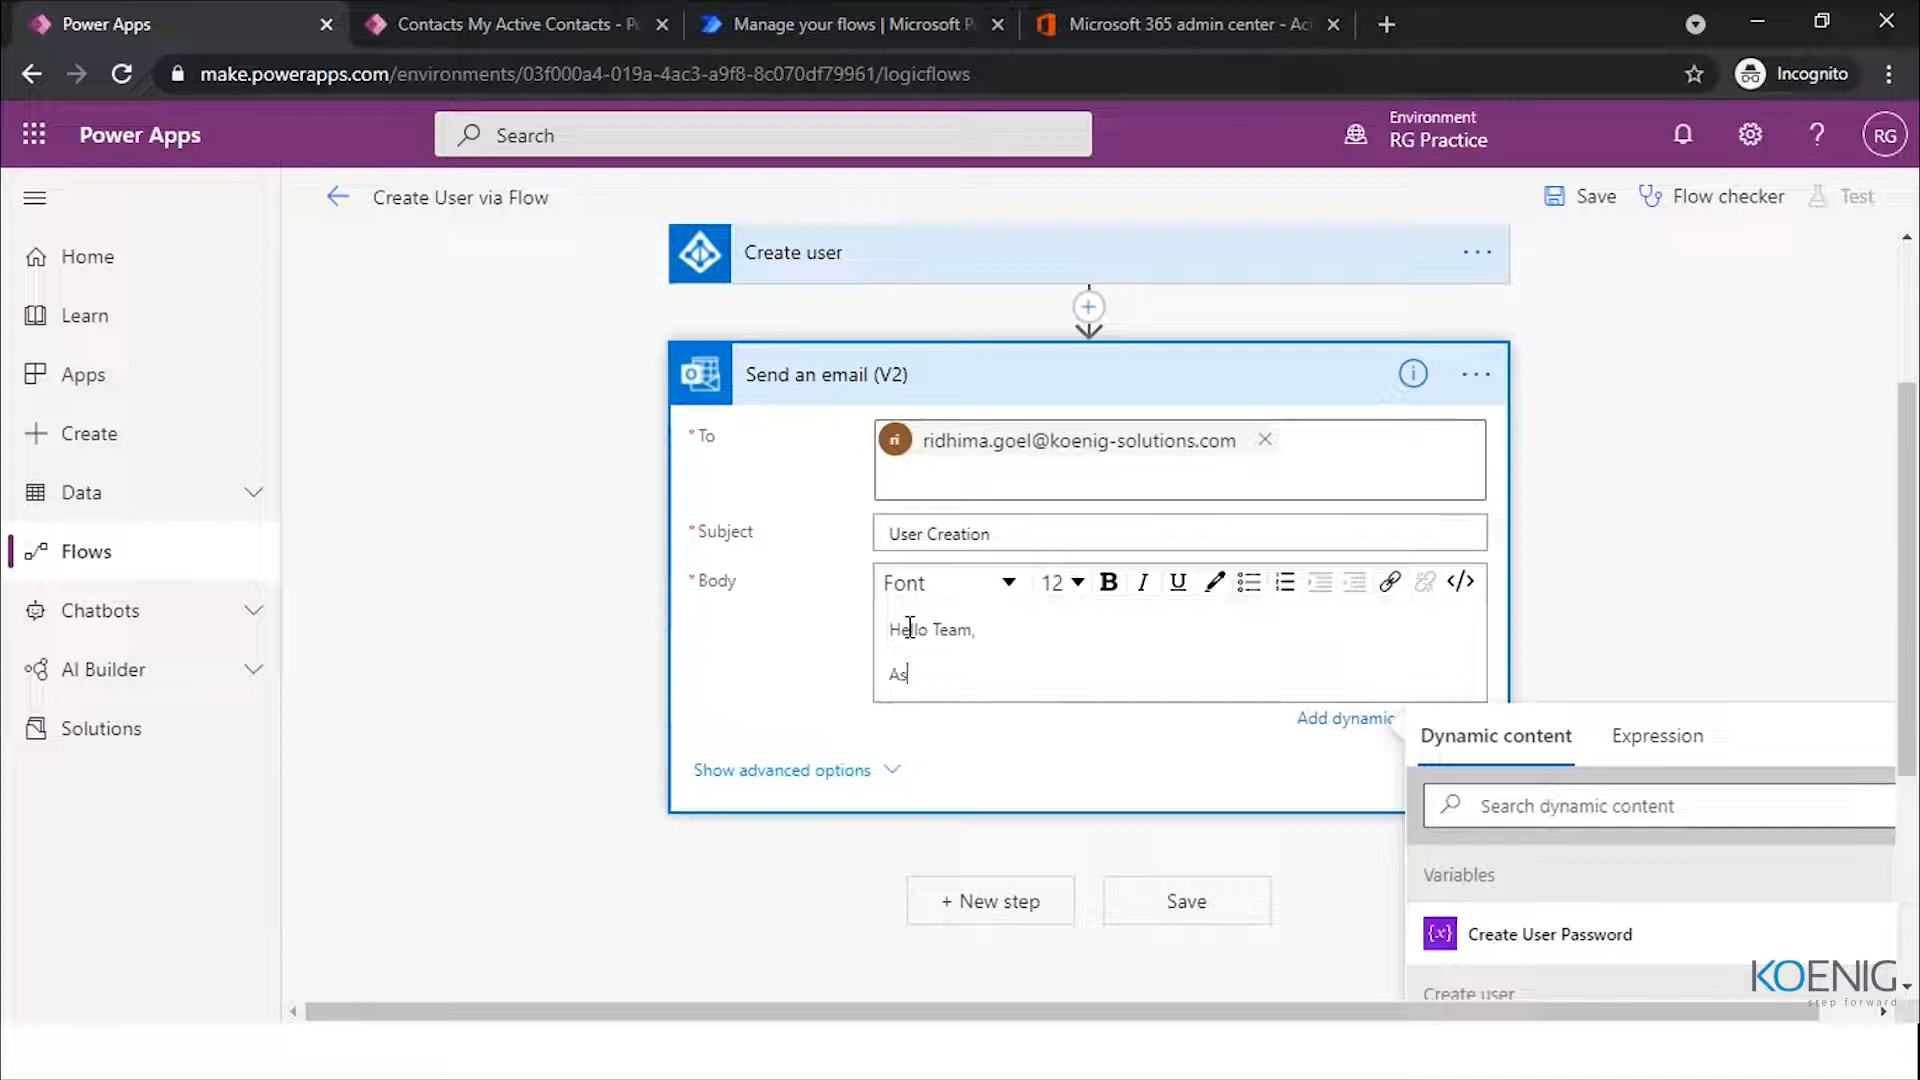 Power Apps
Contacts My Active Contacts - Po
Manage your flows | Microsoft P
Microsoft 365 admin center - Ac
make.powerapps.com/environments/03f000a4-019a-4ac3-a9f8-8c070df79961/logicflows
Incognito
Power Apps
Search
Environment
RG Practice
RG
Create User via Flow
Save
Flow checker
Test
Home
Learn
Apps
Create
Data
Flows
Chatbots
AI Builder
Solutions
Create user
Send an email (V2)
* To
ri
ridhima.goel@koenig-solutions.com
* Subject
User Creation
* Body
Font
12
B I U </>
Hello Team,
As
Add dynamic
Show advanced options
Dynamic content
Expression
Search dynamic content
Variables
{x} Create User Password
Create user
+ New step
Save
KOENIG
step forward